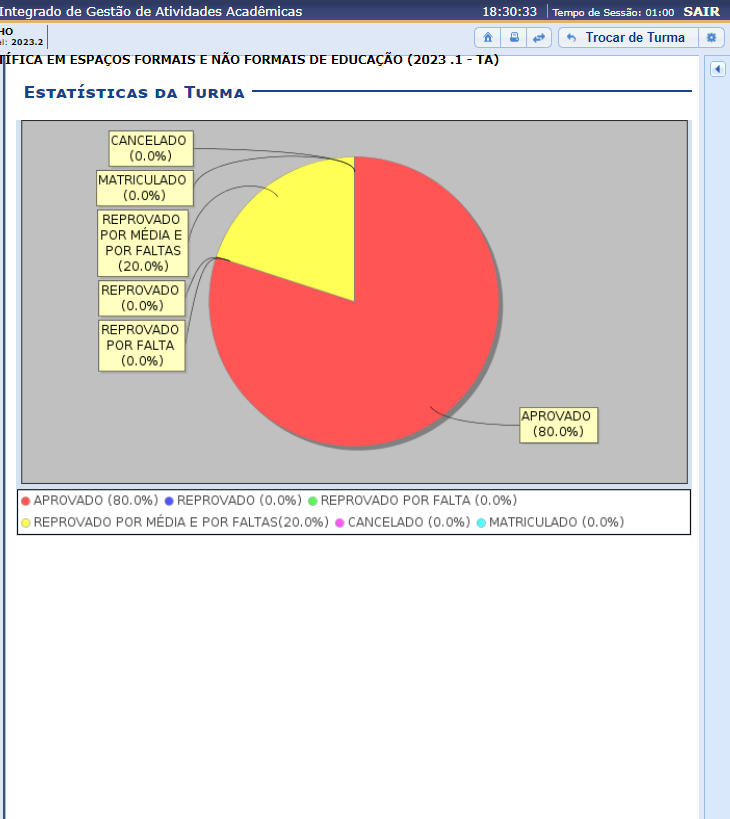 Integrado de Gestão de Atividades Acadêmicas 18:30:33 Tempo de Sessão: 01:00 SAIR
HO
el: 2023.2
Trocar de Turma
TÍFICA EM ESPAÇOS FORMAIS E NÃO FORMAIS DE EDUCAÇÃO (2023 .1 - TA)
Estatísticas da Turma
CANCELADO
(0.0%)
MATRICULADO
(0.0%)
REPROVADO
POR MÉDIA E
POR FALTAS
(20.0%)
REPROVADO
(0.0%)
REPROVADO
POR FALTA
(0.0%)
APROVADO
(80.0%)
APROVADO (80.0%) REPROVADO (0.0%) REPROVADO POR FALTA (0.0%)
REPROVADO POR MÉDIA E POR FALTAS(20.0%) CANCELADO (0.0%) MATRICULADO (0.0%)